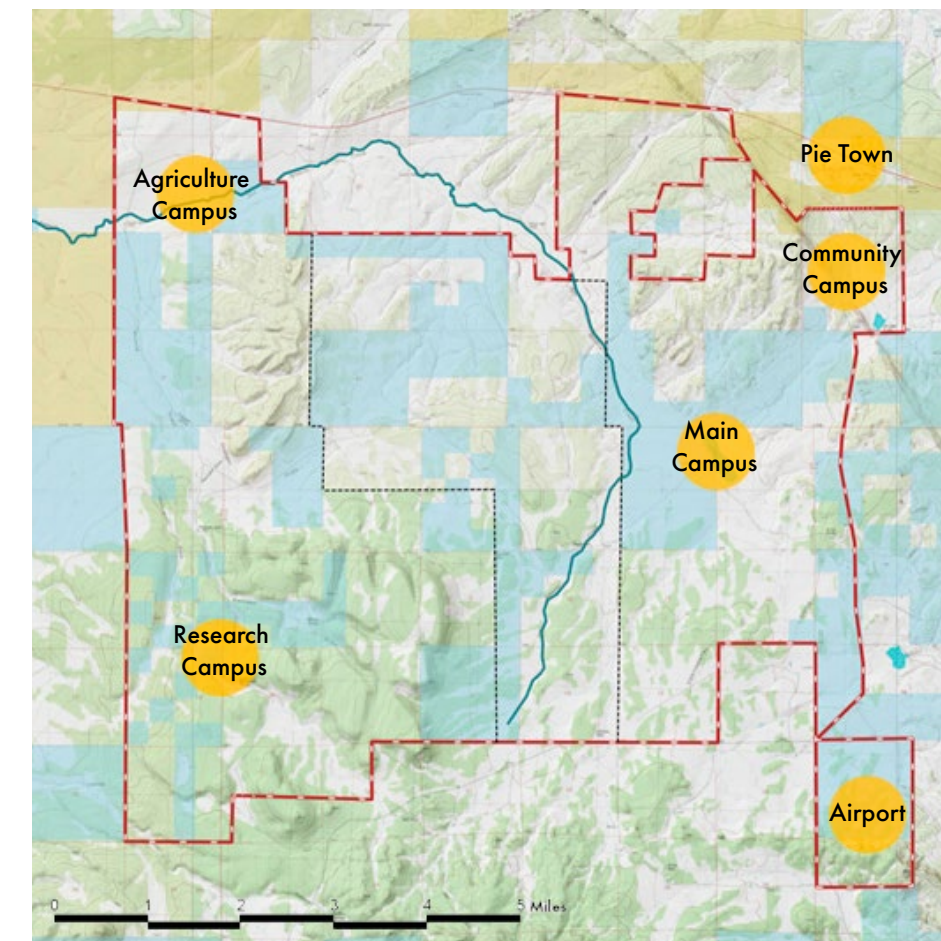 Pie Town
Agriculture
Campus
Community
Campus
Main
Campus
Research
Campus
Airport
0 1 2 3 4 5 Miles